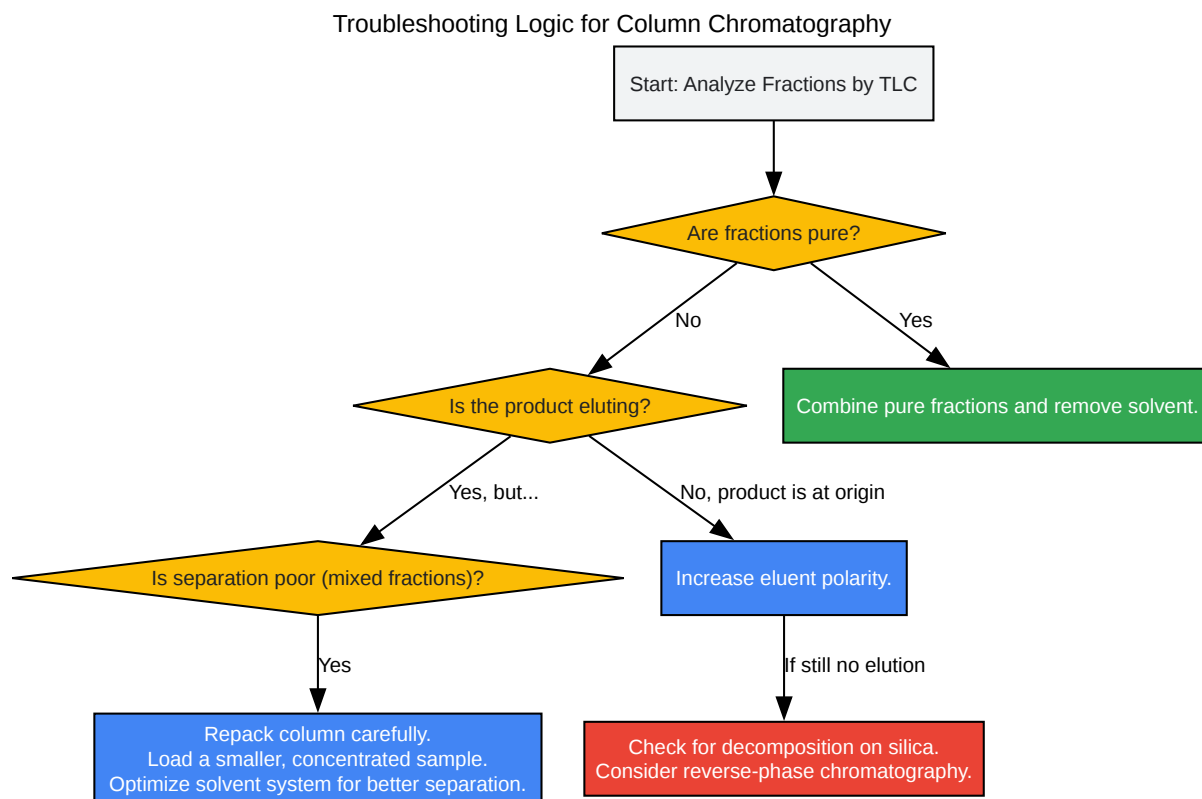 Troubleshooting Logic for Column Chromatography
Start: Analyze Fractions by TLC
Are fractions pure?
No
Yes
Is the product eluting?
Combine pure fractions and remove solvent.
Yes, but...
No, product is at origin
Is separation poor (mixed fractions)?
Increase eluent polarity.
Yes
If still no elution
Repack column carefully.
Load a smaller, concentrated sample.
Optimize solvent system for better separation.
Check for decomposition on silica.
Consider reverse-phase chromatography.